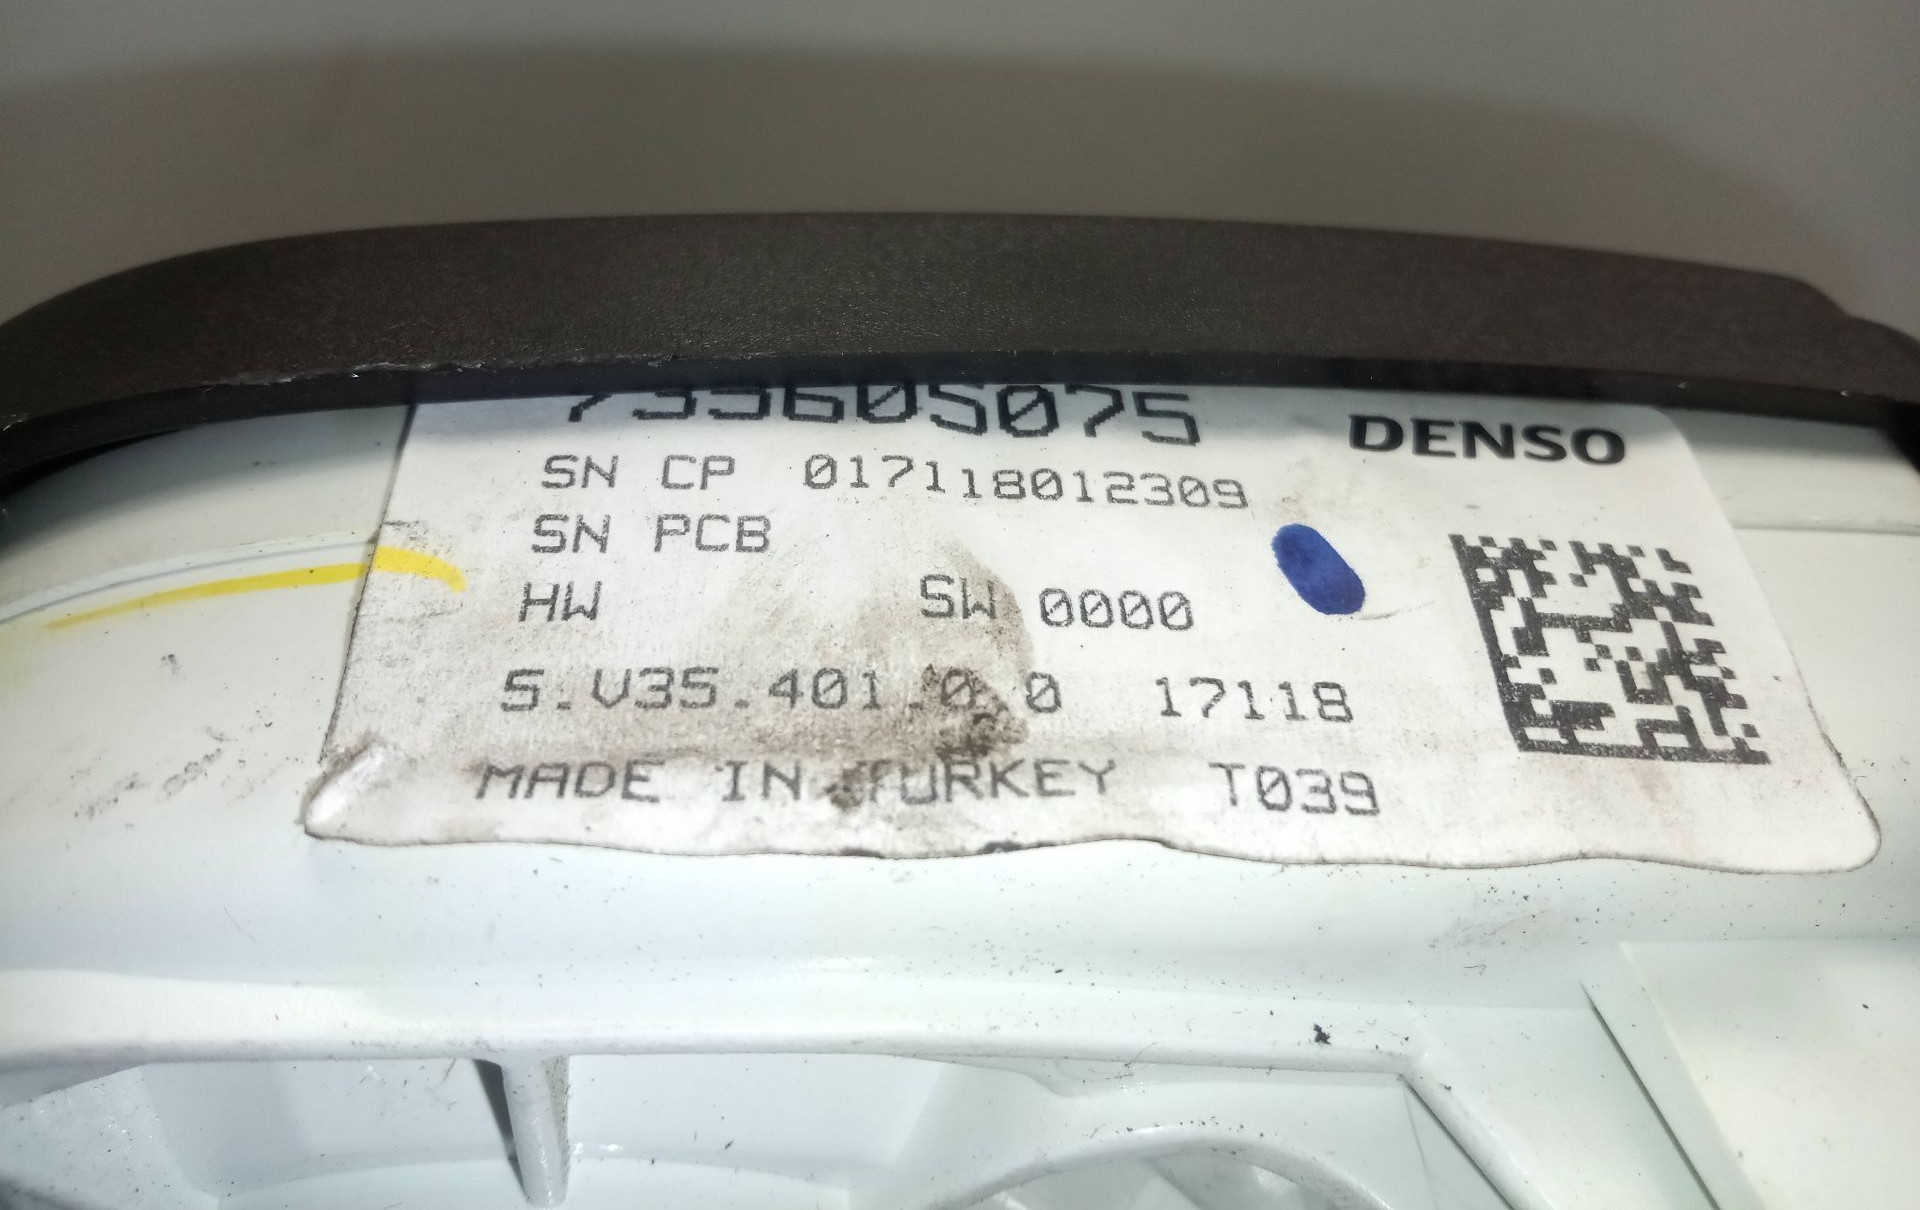 735605075 DENSO
SN CP 017118012309
SN PCB
HW SW 0000
5.V35.401.0.0 17118
MADE IN TURKEY T039